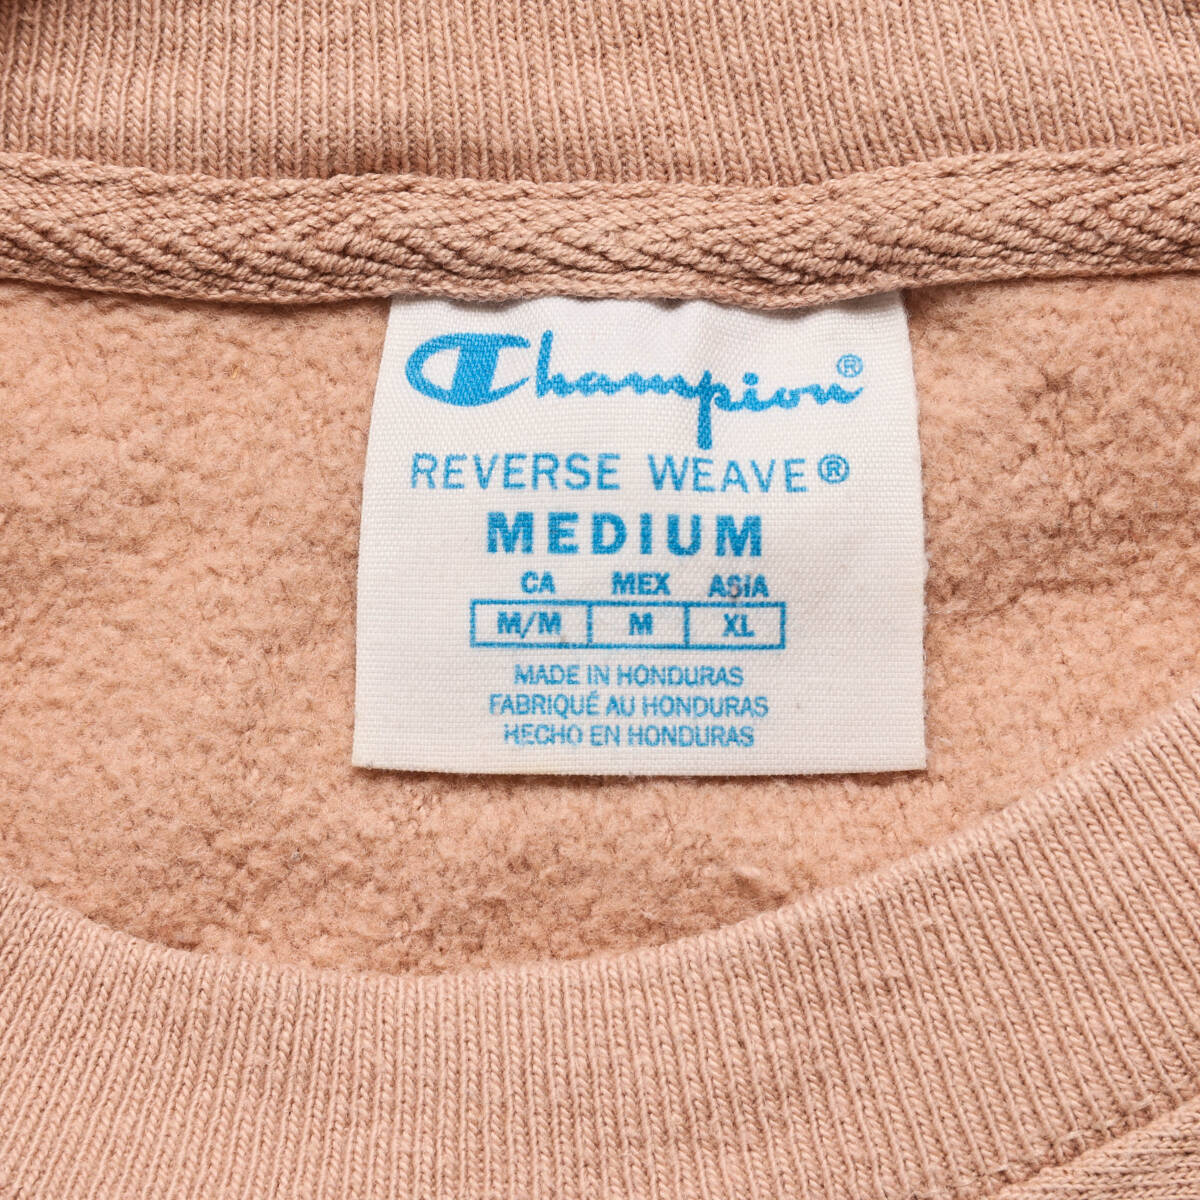 Champion®
REVERSE WEAVE®
MEDIUM
CA MEX ASIA
M/M M XL
MADE IN HONDURAS
FABRIQUÉ AU HONDURAS
HECHO EN HONDURAS